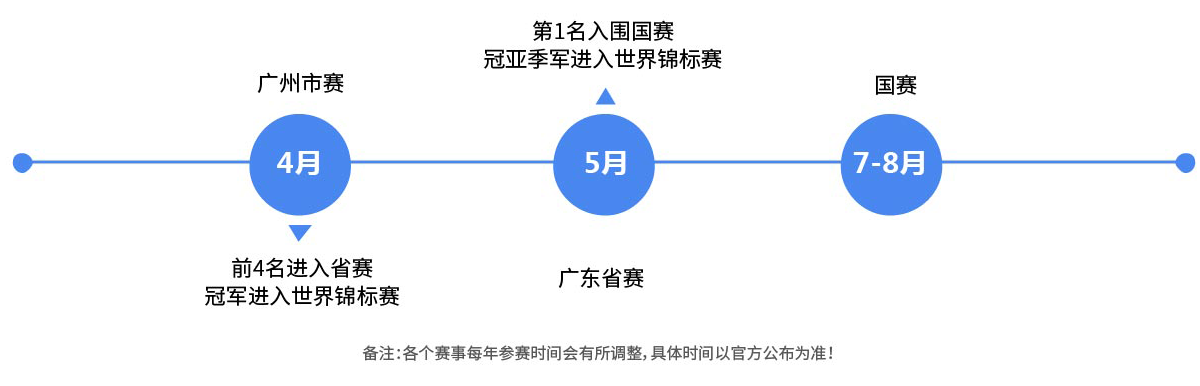 第1名入围国赛
冠亚季军进入世界锦标赛
广州市赛
国赛
4月
5月
7-8月
前4名进入省赛
冠军进入世界锦标赛
广东省赛
备注:各个赛事每年参赛时间会有所调整,具体时间以官方公布为准!